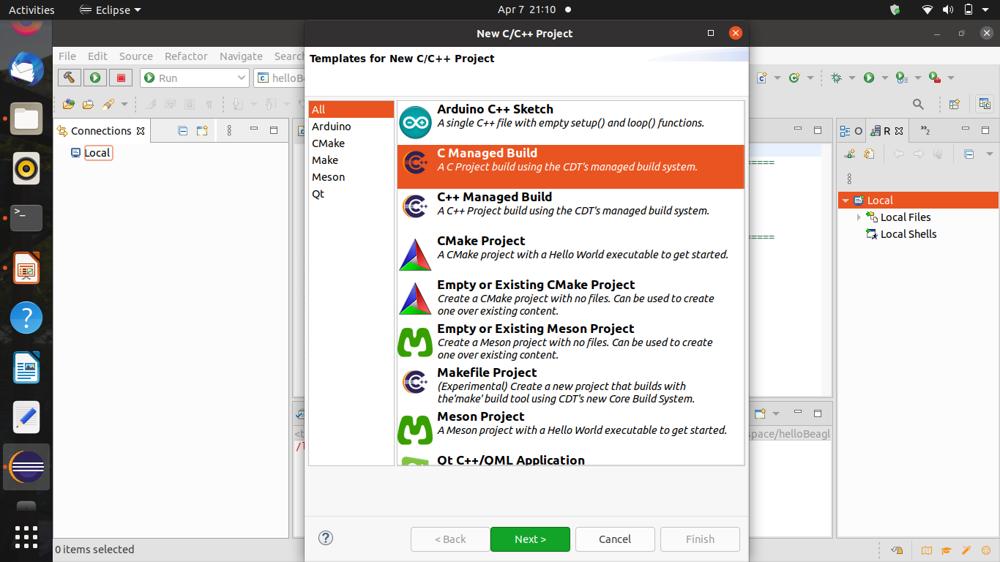 Activities
Eclipse
Apr 7 21:10
New C/C++ Project
File Edit Source Refactor Navigate Search
Templates for New C/C++ Project
Run
helloBe
All
Arduino
CMake
Make
Meson
Qt
Arduino C++ Sketch
A single C++ file with empty setup() and loop() functions.
C Managed Build
A C Project build using the CDT's managed build system.
C++ Managed Build
A C++ Project build using the CDT's managed build system.
CMake Project
A CMake project with a Hello World executable to get started.
Empty or Existing CMake Project
Create a CMake project with no files. Can be used to create
one over existing content.
Empty or Existing Meson Project
Create a Meson project with no files. Can be used to create
one over existing content.
Makefile Project
(Experimental) Create a new project that builds with
the'make' build tool using CDT's new Core Build System.
Meson Project
A Meson project with a Hello World executable to get started.
Qt C++/QML Application
Connections
Local
O
R
»2
=====
=====
Local
Local Files
Local Shells
space/helloBeagl
< Back
Next >
Cancel
Finish
0 items selected